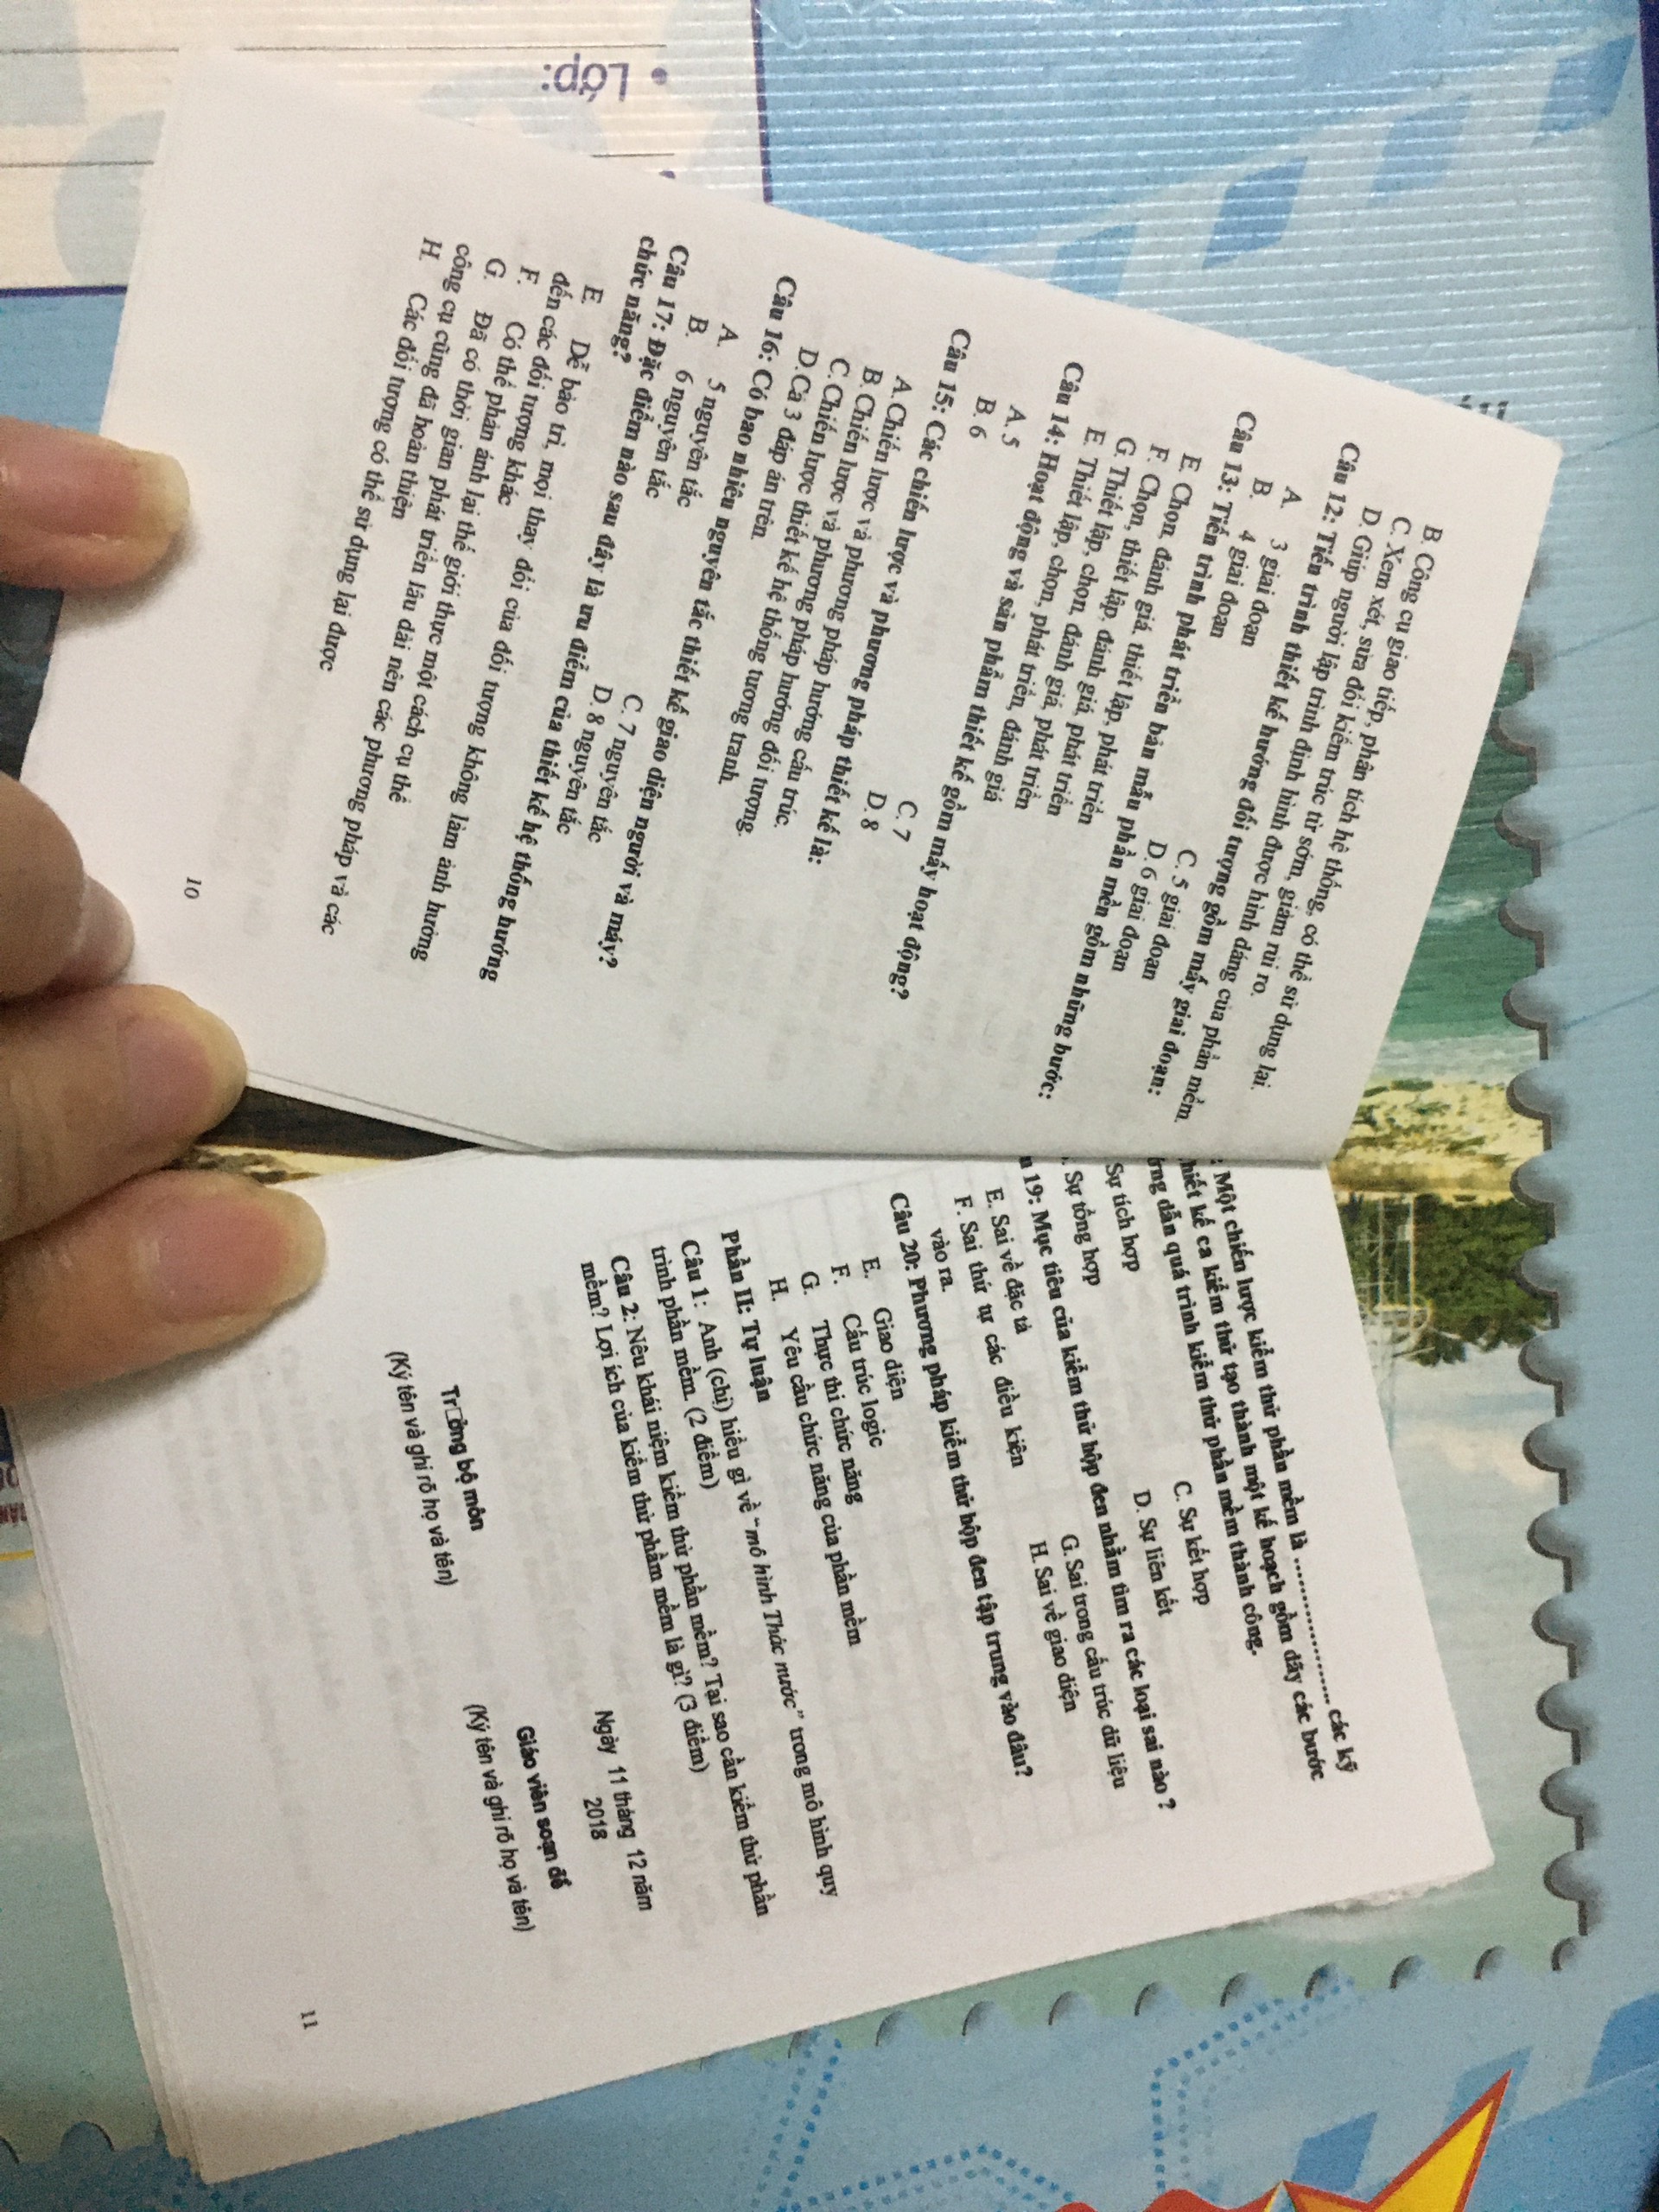 • Lớp:
B. Công cụ giao tiếp, phân tích hệ thống, có thể sử dụng lại.
C. Xem xét, sửa đổi kiểm trúc từ sớm, giảm rủi ro.
D. Giúp người lập trình định hình được hình dáng của phần mềm.
Câu 12: Tiến trình thiết kế hướng đối tượng gồm mấy giai đoạn:
A. 3 giai đoạn
C. 5 giai đoạn
B. 4 giai đoạn
D. 6 giai đoạn
Câu 13: Tiến trình phát triển bản mẫu phần mền gồm những bước:
E. Chọn, đánh giá, thiết lập, phát triển
F. Chọn, thiết lập, đánh giá, phát triển
G. Thiết lập, chọn, đánh giá, phát triển
E. Thiết lập, chọn, phát triển, đánh giá
Câu 14: Hoạt động và sản phẩm thiết kế gồm mấy hoạt động?
A. 5
C. 7
B. 6
D. 8
Câu 15: Các chiến lược và phương pháp thiết kế là:
A. Chiến lược và phương pháp hướng cấu trúc.
B. Chiến lược và phương pháp hướng đối tượng.
C. Chiến lược thiết kế hệ thống tương tranh.
D. Cả 3 đáp án trên.
Câu 16: Có bao nhiêu nguyên tắc thiết kế giao diện người và máy?
A. 5 nguyên tắc
C. 7 nguyên tắc
B. 6 nguyên tắc
D. 8 nguyên tắc
Câu 17: Đặc điểm nào sau đây là ưu điểm của thiết kế hệ thống hướng
chức năng?
E. Dễ bảo trì, mọi thay đổi của đối tượng không làm ảnh hưởng
đến các đối tượng khác
F. Có thể phản ánh lại thế giới thực một cách cụ thể
G. Đã có thời gian phát triển lâu dài nên các phương pháp và các
công cụ cũng đã hoàn thiện
H. Các đối tượng có thể sử dụng lại được
10
: Một chiến lược kiểm thử phần mềm là .......................... các kỹ
thiết kế ca kiểm thử tạo thành một kế hoạch gồm dãy các bước
ớng dẫn quá trình kiểm thử phần mềm thành công.
Sự tích hợp
C. Sự kết hợp
. Sự tổng hợp
D. Sự liên kết
u 19: Mục tiêu của kiểm thử hộp đen nhằm tìm ra các loại sai nào ?
E. Sai về đặc tả
G. Sai trong cấu trúc dữ liệu
F. Sai thứ tự các điều kiện
H. Sai về giao diện
vào ra.
Câu 20: Phương pháp kiểm thử hộp đen tập trung vào đâu?
E. Giao diện
F. Cấu trúc logic
G. Thực thi chức năng
H. Yêu cầu chức năng của phần mềm
Phần II: Tự luận
Câu 1: Anh (chị) hiểu gì về “mô hình Thác nước” trong mô hình quy
trình phần mềm. (2 điểm)
Câu 2: Nêu khái niệm kiểm thử phần mềm? Tại sao cần kiểm thử phần
mềm? Lợi ích của kiểm thử phầm mềm là gì? (3 điểm)
Ngày 11 tháng 12 năm
2018
Trưởng bộ môn
Giáo viên soạn đề
(Ký tên và ghi rõ họ và tên)
(Ký tên và ghi rõ họ và tên)
11